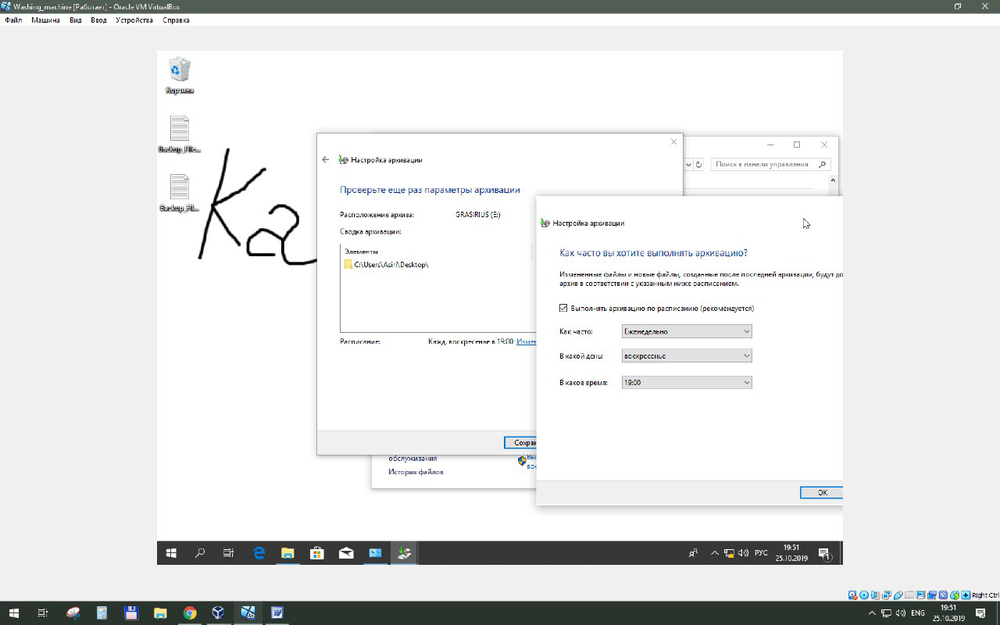 Washing_machine [Работает] - Oracle VM VirtualBox
Файл Машина Вид Ввод Устройства Справка
Корзина
Backup_File...
Backup_Fil...
Ka
Настройка архивации
Проверьте еще раз параметры архивации
Расположение архива: GRASIRIUS (E:)
Сводка архивации:
Элементы
C:\Users\Asiri\Desktop\
Расписание: Кажд. воскресенье в 19:00 Измен
Сохран
обслуживания
История файлов
Вы
вос
Поиск в панели управления
Настройка архивации
Как часто вы хотите выполнять архивацию?
Измененные файлы и новые файлы, созданные после последней архивации, будут до
архив в соответствии с указанным ниже расписанием.
Выполнять архивацию по расписанию (рекомендуется)
Как часто: Еженедельно
В какой день: воскресенье
В какое время: 19:00
ОК
РУС
19:51
25.10.2019
1
Right Ctrl
ENG
19:51
25.10.2019